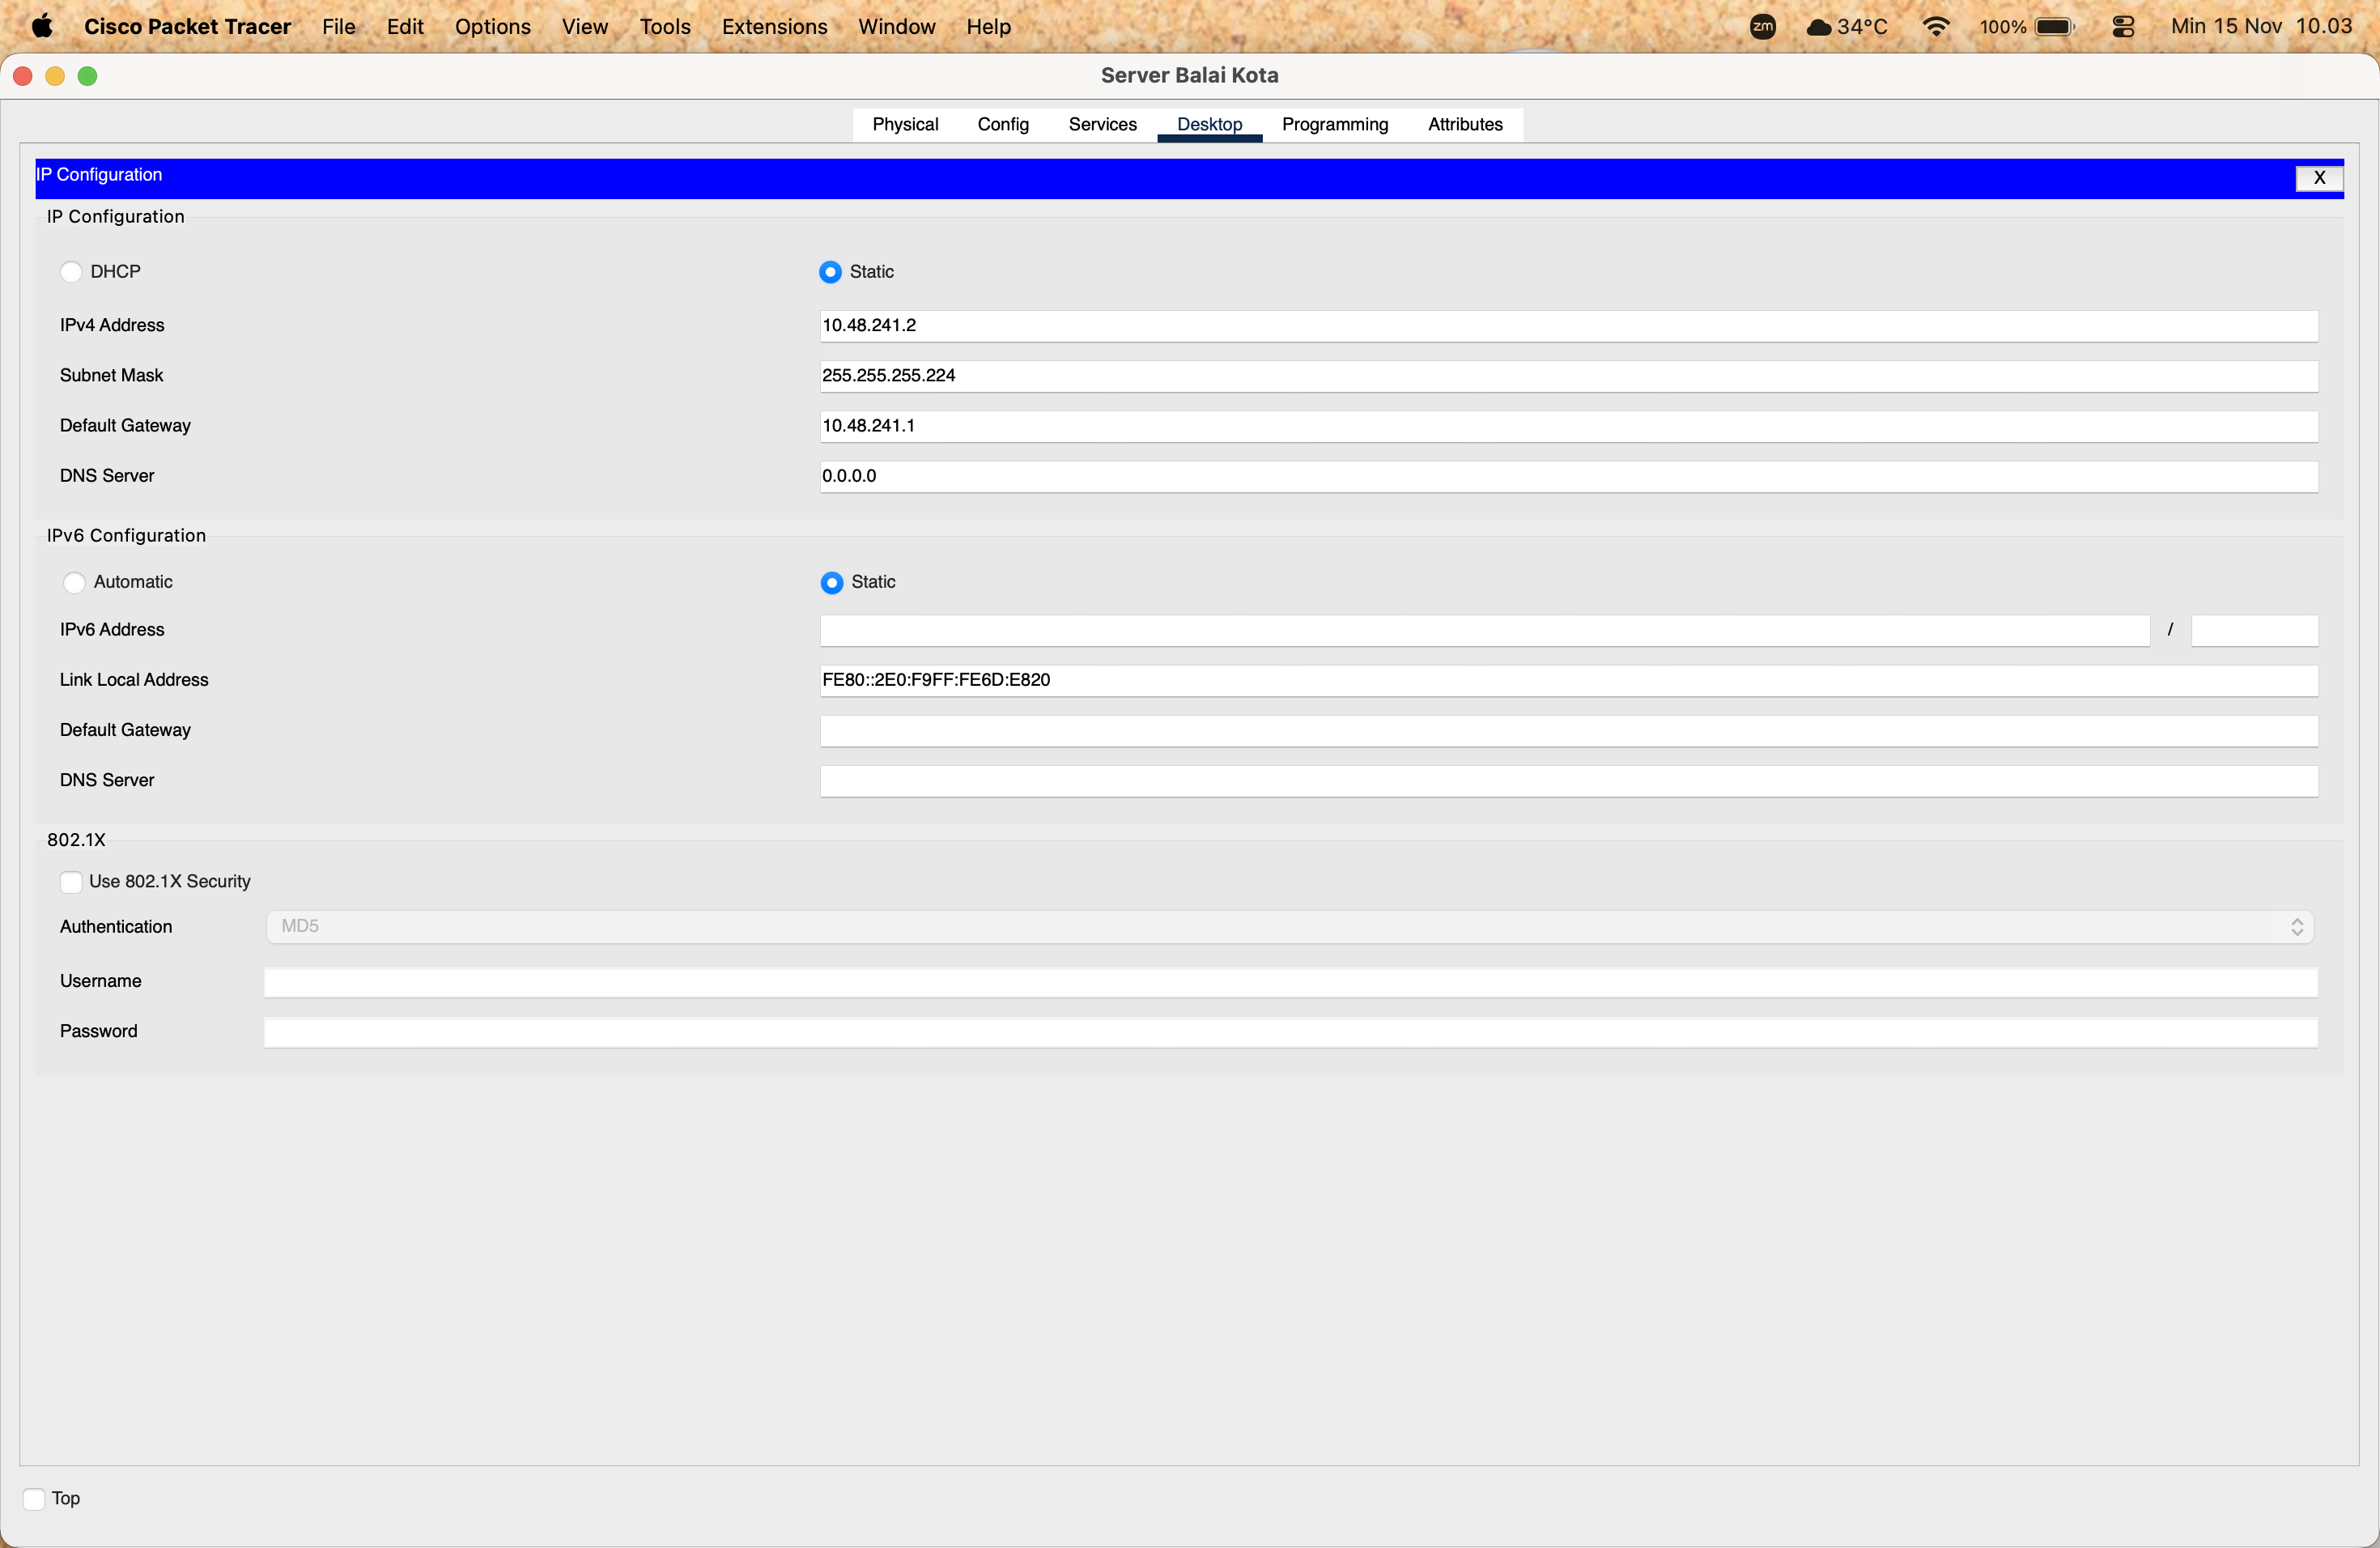 Cisco Packet Tracer File Edit Options View Tools Extensions Window Help zm 34°C 100% Min 15 Nov 10.03
Server Balai Kota
Physical Config Services Desktop Programming Attributes
IP Configuration X
IP Configuration
DHCP Static
IPv4 Address 10.48.241.2
Subnet Mask 255.255.255.224
Default Gateway 10.48.241.1
DNS Server 0.0.0.0
IPv6 Configuration
Automatic Static
IPv6 Address /
Link Local Address FE80::2E0:F9FF:FE6D:E820
Default Gateway
DNS Server
802.1X
Use 802.1X Security
Authentication MD5
Username
Password
Top